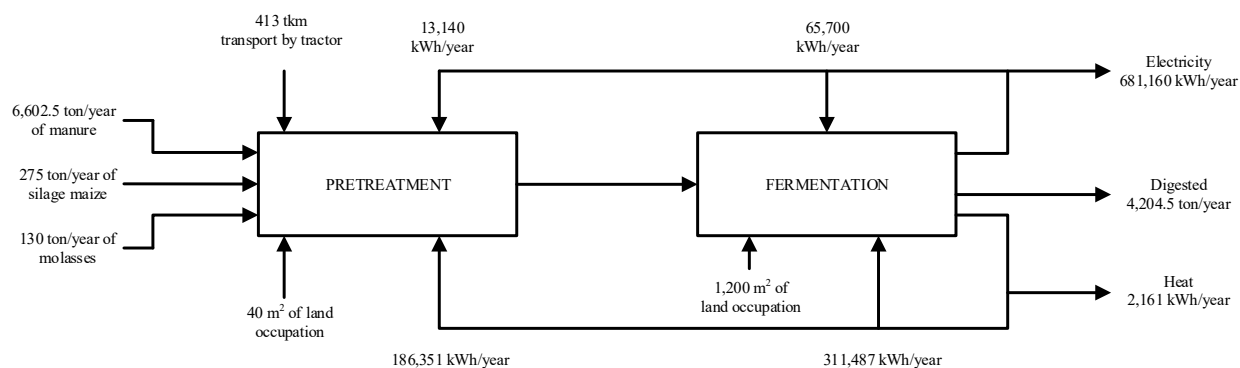 413 tkm
transport by tractor
13,140
kWh/year
65,700
kWh/year
Electricity
681,160 kWh/year
6,602.5 ton/year
of manure
275 ton/year of
silage maize
130 ton/year of
molasses
PRETREATMENT
FERMENTATION
Digested
4,204.5 ton/year
Heat
2,161 kWh/year
40 m² of land
occupation
1,200 m² of
land occupation
186,351 kWh/year
311,487 kWh/year